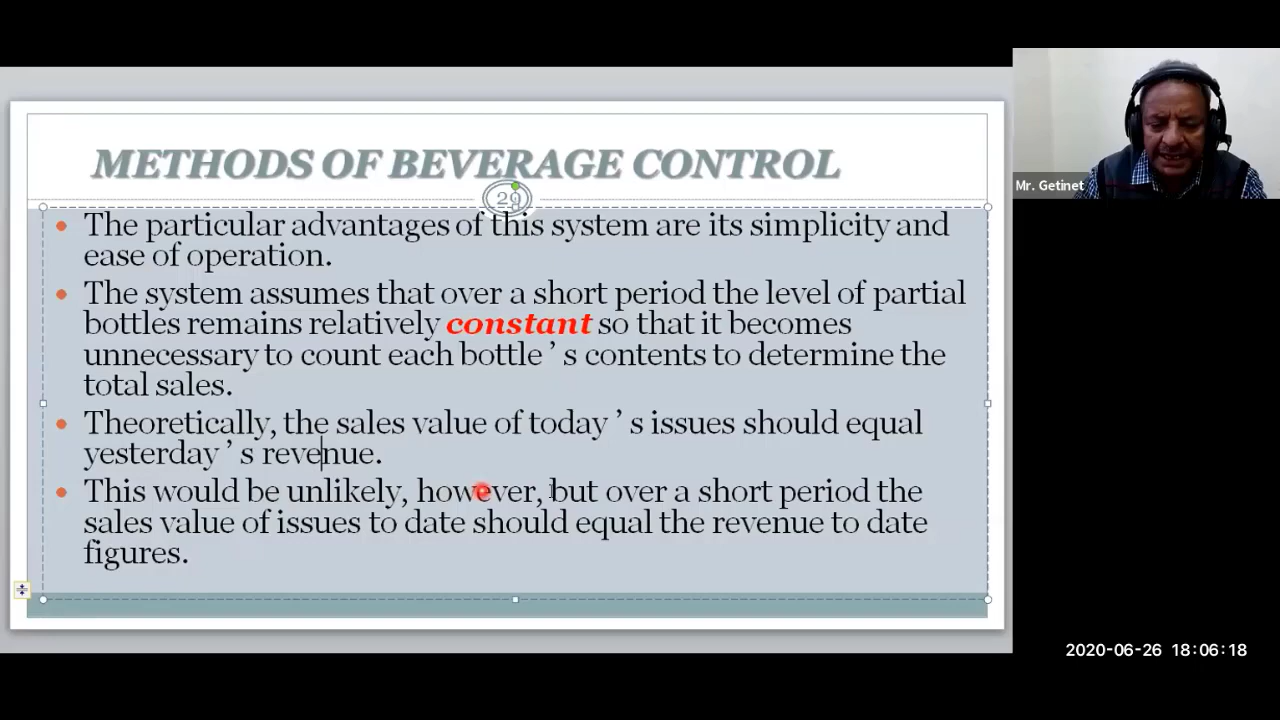 METHODS OF BEVERAGE CONTROL
29
• The particular advantages of this system are its simplicity and
ease of operation.
• The system assumes that over a short period the level of partial
bottles remains relatively constant so that it becomes
unnecessary to count each bottle ’ s contents to determine the
total sales.
• Theoretically, the sales value of today ’ s issues should equal
yesterday ’ s revenue.
• This would be unlikely, however, but over a short period the
sales value of issues to date should equal the revenue to date
figures.
Mr. Getinet
2020-06-26 18:06:18